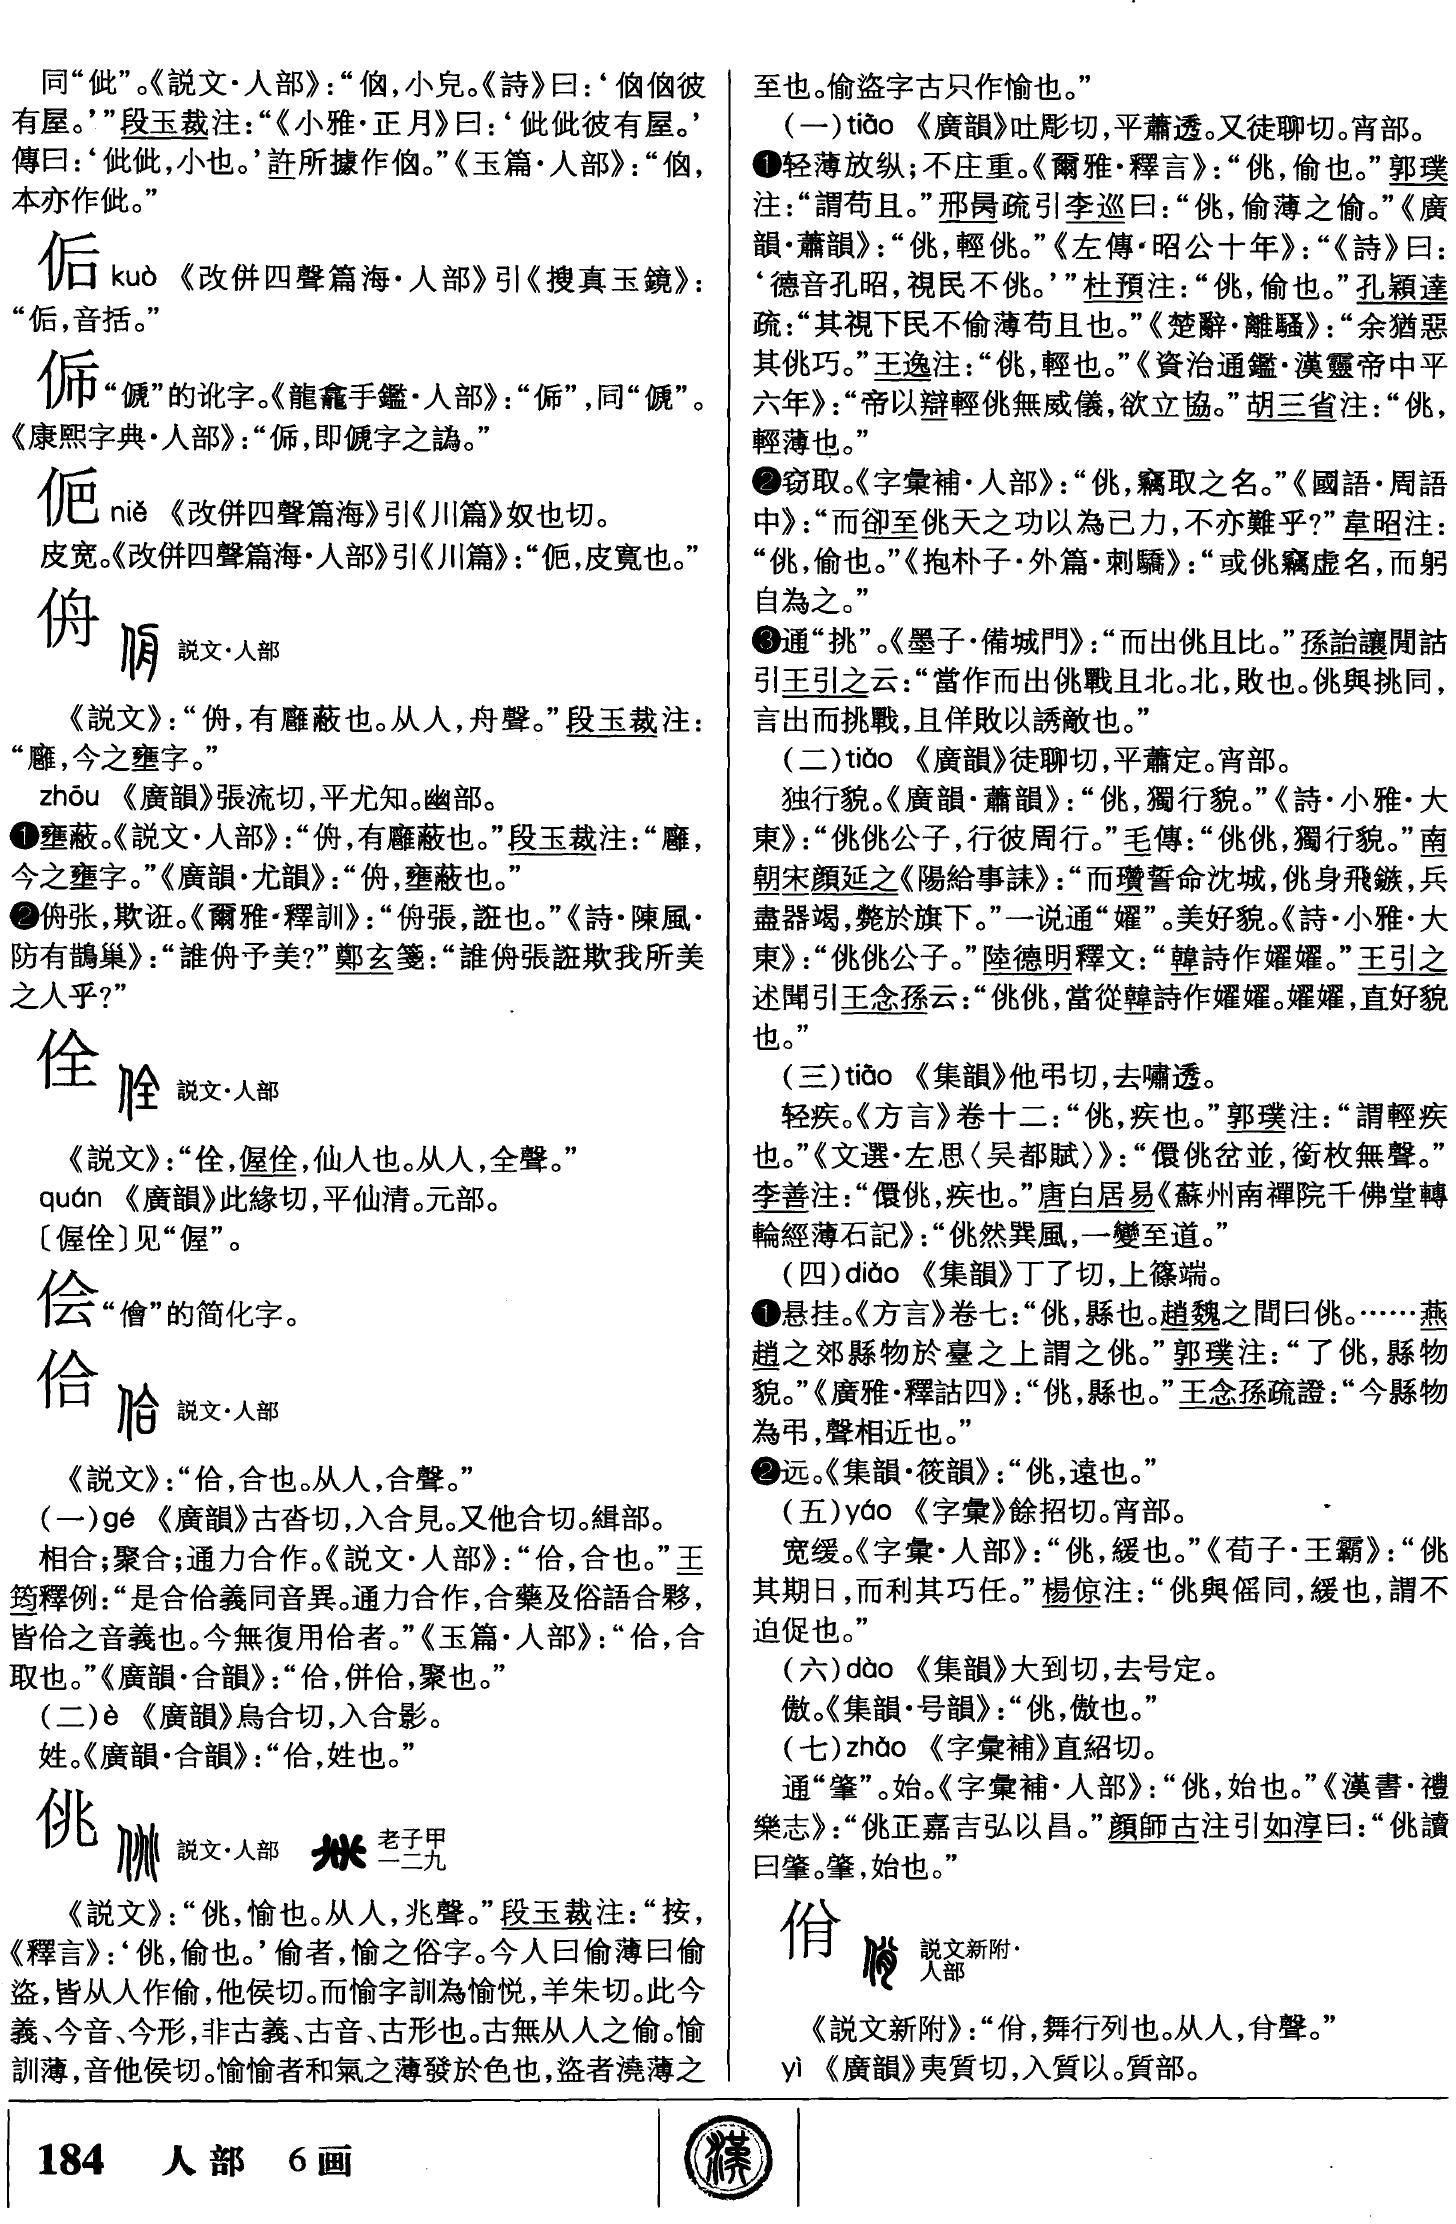 同“佌”。《説文·人部》：“㑥，小皃。《詩》曰：‘㑥㑥彼
有屋。’”段玉裁注：“《小雅·正月》曰：‘佌佌彼有屋。’
傳曰：‘佌佌，小也。’許所據作㑥。”《玉篇·人部》：“㑥，
本亦作佌。”
kuò 《改併四聲篇海·人部》引《搜真玉鏡》：
音括。”
“傂”的讹字。《龍龕手鑑·人部》：
《康熙字典·人部》：
niě 《改併四聲篇海》引《川篇》奴也切。
皮宽。《改併四聲篇海·人部》引《川篇》：皮寬也。”
侜 説文·人部
《説文》：“侜，有廱蔽也。从人，舟聲。”段玉裁注：
“廱，今之壅字。”
zhōu 《廣韻》張流切，平尤知。幽部。
❶壅蔽。《説文·人部》：“侜，有廱蔽也。”段玉裁注：“廱，
今之壅字。”《廣韻·尤韻》：“侜，壅蔽也。”
❷侜张，欺诳。《爾雅·釋訓》：“侜張，誑也。”《詩·陳風·
防有鵲巢》：“誰侜予美?”鄭玄箋：“誰侜張誑欺我所美
之人乎?”
佺 説文·人部
《説文》：“佺，偓佺，仙人也。从人，全聲。”
quán 《廣韻》此緣切，平仙清。元部。
〔偓佺〕见“偓”。
侩“儈”的简化字。
佮 説文·人部
《説文》：“佮，合也。从人，合聲。”
(一)gé 《廣韻》古沓切，入合見。又他合切。緝部。
相合；聚合；通力合作。《説文·人部》：“佮，合也。”王
筠釋例：“是合佮義同音異。通力合作，合藥及俗語合夥，
皆佮之音義也。今無復用佮者。”《玉篇·人部》：“佮，合
取也。”《廣韻·合韻》：“佮，併佮，聚也。”
(二)è 《廣韻》烏合切，入合影。
姓。《廣韻·合韻》：“佮，姓也。”
佻 説文·人部 老子甲
一二九
《説文》：“佻，愉也。从人，兆聲。”段玉裁注：“按，
《釋言》：‘佻，偷也。’偷者，愉之俗字。今人曰偷薄曰偷
盜，皆从人作偷，他侯切。而愉字訓為愉悦，羊朱切。此今
義、今音、今形，非古義、古音、古形也。古無从人之偷。愉
訓薄，音他侯切。愉愉者和氣之薄發於色也，盜者澆薄之
至也。偷盜字古只作愉也。”
(一)tiāo 《廣韻》吐彫切，平蕭透。又徒聊切。宵部。
❶轻薄放纵；不庄重。《爾雅·釋言》：“佻，偷也。”郭璞
注：“謂苟且。”邢昺疏引李巡曰：“佻，偷薄之偷。”《廣
韻·蕭韻》：“佻，輕佻。”《左傳·昭公十年》：“《詩》曰：
‘德音孔昭，視民不佻。’”杜預注：“佻，偷也。”孔穎達
疏：“其視下民不偷薄苟且也。”《楚辭·離騷》：“余猶惡
其佻巧。”王逸注：“佻，輕也。”《資治通鑑·漢靈帝中平
六年》：“帝以辯輕佻無威儀，欲立協。”胡三省注：“佻，
輕薄也。”
❷窃取。《字彙補·人部》：“佻，竊取之名。”《國語·周語
中》：“而卻至佻天之功以為己力，不亦難乎?”韋昭注：
“佻，偷也。”《抱朴子·外篇·刺驕》：“或佻竊虚名，而躬
自為之。”
❸通“挑”。《墨子·備城門》：“而出佻且比。”孫詒讓閒詁
引王引之云：“當作而出佻戰且北。北，敗也。佻與挑同，
言出而挑戰，且佯敗以誘敵也。”
(二)tiáo 《廣韻》徒聊切，平蕭定。宵部。
独行貌。《廣韻·蕭韻》：“佻，獨行貌。”《詩·小雅·大
東》：“佻佻公子，行彼周行。”毛傳：“佻佻，獨行貌。”南
朝宋顔延之《陽給事誄》：“而瓚誓命沈城，佻身飛鏃，兵
盡器竭，斃於旗下。”一说通“嬥”。美好貌。《詩·小雅·大
東》：“佻佻公子。”陸德明釋文：“韓詩作嬥嬥。”王引之
述聞引王念孫云：“佻佻，當從韓詩作嬥嬥。嬥嬥，直好貌
也。”
(三)tiào 《集韻》他弔切，去嘯透。
轻疾。《方言》卷十二：“佻，疾也。”郭璞注：“謂輕疾
也。”《文選·左思〈吴都賦〉》：“儇佻坌並，銜枚無聲。”
李善注：“儇佻，疾也。”唐白居易《蘇州南禪院千佛堂轉
輪經薄石記》：“佻然巽風，一變至道。”
(四)diǎo 《集韻》丁了切，上篠端。
❶悬挂。《方言》卷七：“佻，縣也。趙魏之間曰佻。……燕
趙之郊縣物於臺之上謂之佻。”郭璞注：“了佻，縣物
貌。”《廣雅·釋詁四》：“佻，縣也。”王念孫疏證：“今縣物
為弔，聲相近也。”
❷远。《集韻·筱韻》：“佻，遠也。”
(五)yáo 《字彙》餘招切。宵部。
宽缓。《字彙·人部》：“佻，緩也。”《荀子·王霸》：“佻
其期日，而利其巧任。”楊倞注：“佻與傜同，緩也，謂不
迫促也。”
(六)dào 《集韻》大到切，去号定。
傲。《集韻·号韻》：“佻，傲也。”
(七)zhào 《字彙補》直紹切。
通“肇”。始。《字彙補·人部》：“佻，始也。”《漢書·禮
樂志》：“佻正嘉吉弘以昌。”顔師古注引如淳曰：“佻讀
曰肇。肇，始也。”
佾 説文新附·
人部
《説文新附》：“佾，舞行列也。从人，㕥聲。”
yì 《廣韻》夷質切，入質以。質部。
184 人部 6画
漢